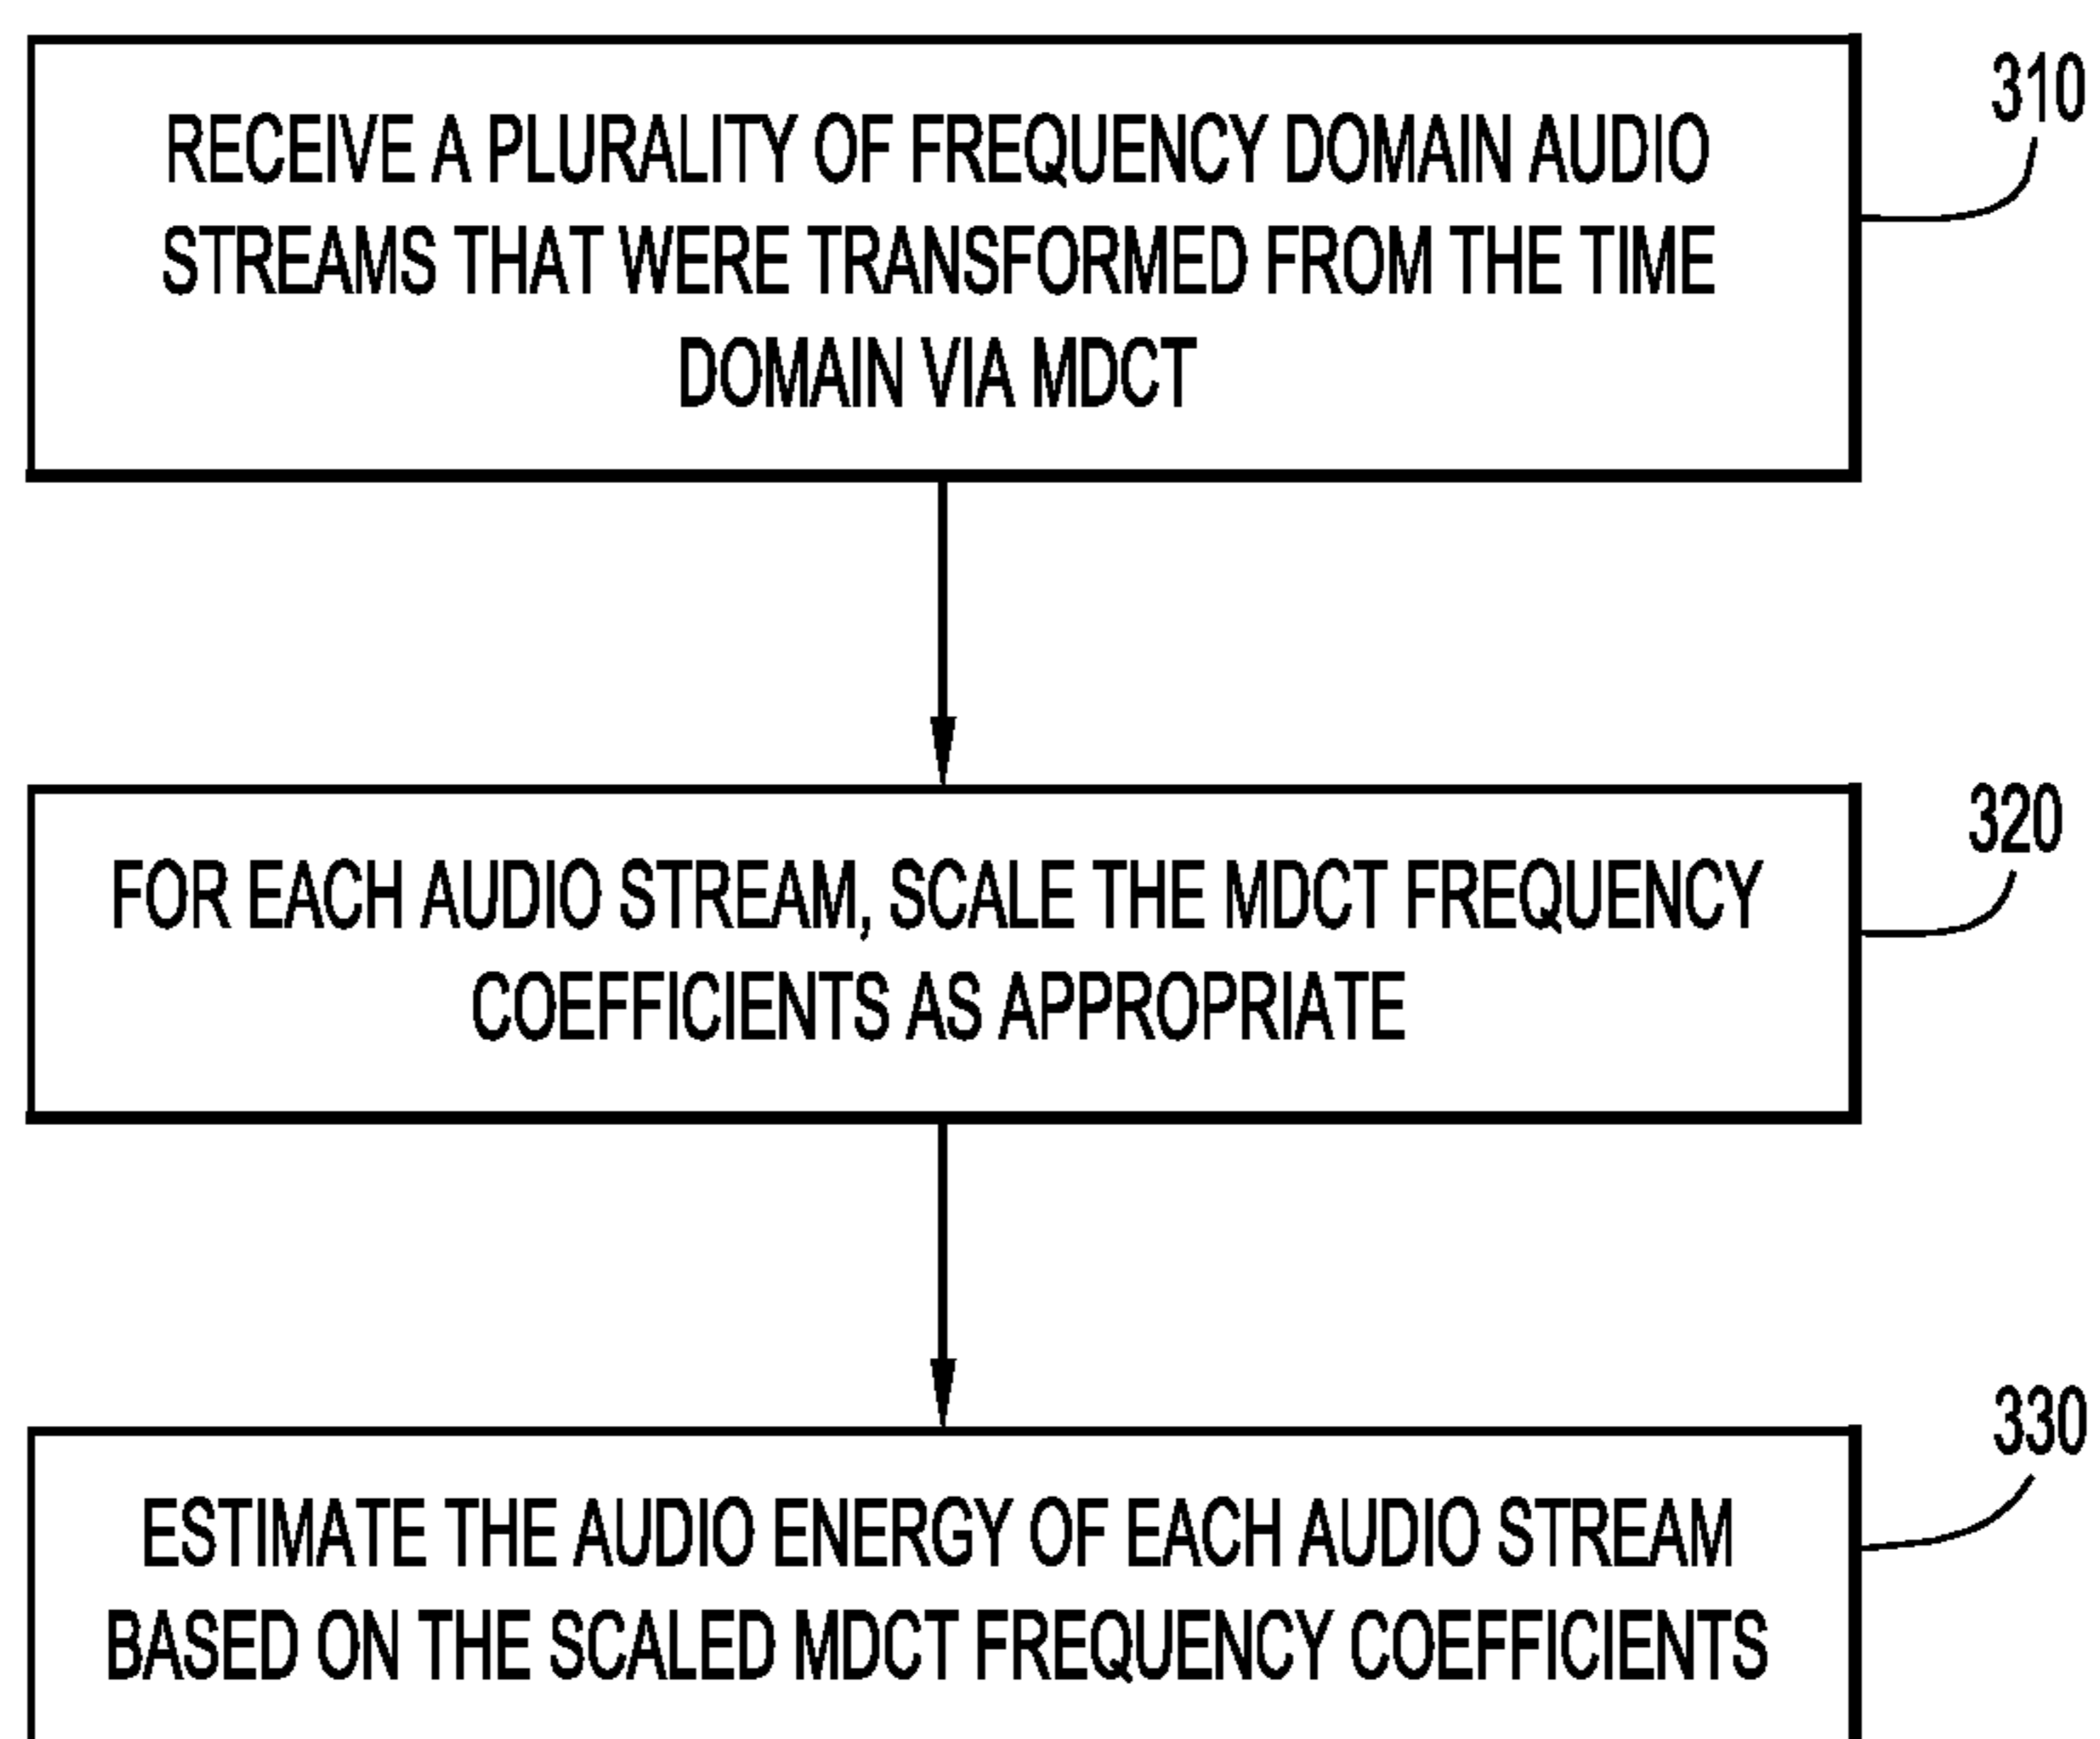 RECEIVE A PLURALITY OF FREQUENCY DOMAIN AUDIO
STREAMS THAT WERE TRANSFORMED FROM THE TIME
DOMAIN VIA MDCT
310
FOR EACH AUDIO STREAM, SCALE THE MDCT FREQUENCY
COEFFICIENTS AS APPROPRIATE
320
ESTIMATE THE AUDIO ENERGY OF EACH AUDIO STREAM
BASED ON THE SCALED MDCT FREQUENCY COEFFICIENTS
330